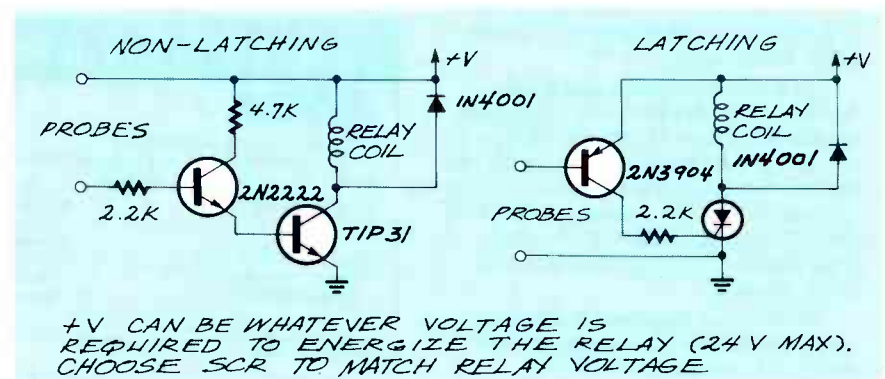 NON-LATCHING
+V
4.7K
1N4001
PROBES
RELAY
COIL
2N2222
2.2K
TIP31
LATCHING
+V
RELAY
COIL
1N4001
2N3904
PROBES
2.2K
+V CAN BE WHATEVER VOLTAGE IS
REQUIRED TO ENERGIZE THE RELAY (24 V MAX).
CHOOSE SCR TO MATCH RELAY VOLTAGE